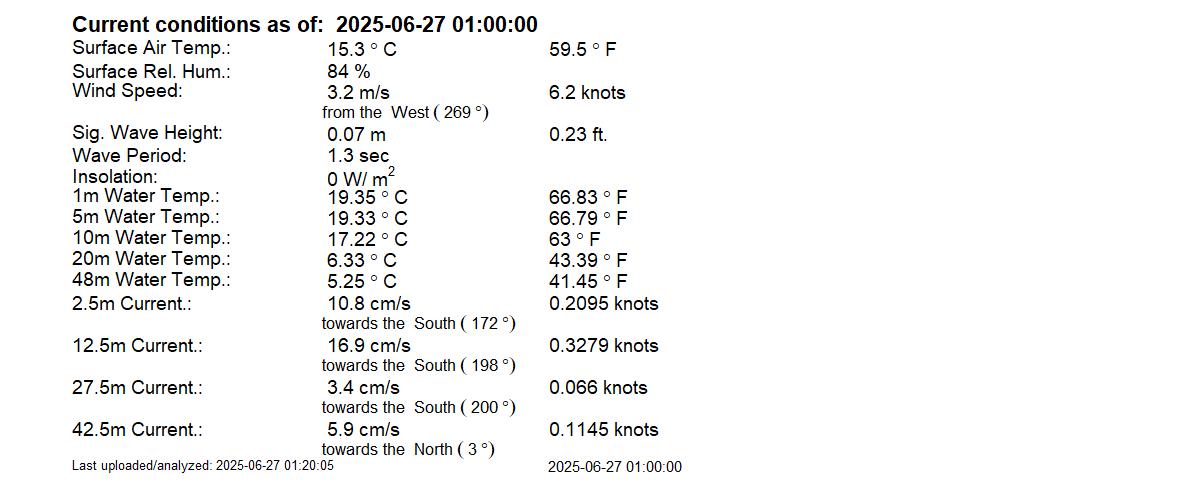 Current conditions as of: 2025-06-27 01:00:00
Surface Air Temp.: 15.3 ° C 59.5 ° F
Surface Rel. Hum.: 84 %
Wind Speed: 3.2 m/s 6.2 knots
from the West ( 269 °)
Sig. Wave Height: 0.07 m 0.23 ft.
Wave Period: 1.3 sec
Insolation: 0 W/ m²
1m Water Temp.: 19.35 ° C 66.83 ° F
5m Water Temp.: 19.33 ° C 66.79 ° F
10m Water Temp.: 17.22 ° C 63 ° F
20m Water Temp.: 6.33 ° C 43.39 ° F
48m Water Temp.: 5.25 ° C 41.45 ° F
2.5m Current.: 10.8 cm/s 0.2095 knots
towards the South ( 172 °)
12.5m Current.: 16.9 cm/s 0.3279 knots
towards the South ( 198 °)
27.5m Current.: 3.4 cm/s 0.066 knots
towards the South ( 200 °)
42.5m Current.: 5.9 cm/s 0.1145 knots
towards the North ( 3 °)
Last uploaded/analyzed: 2025-06-27 01:20:05 2025-06-27 01:00:00